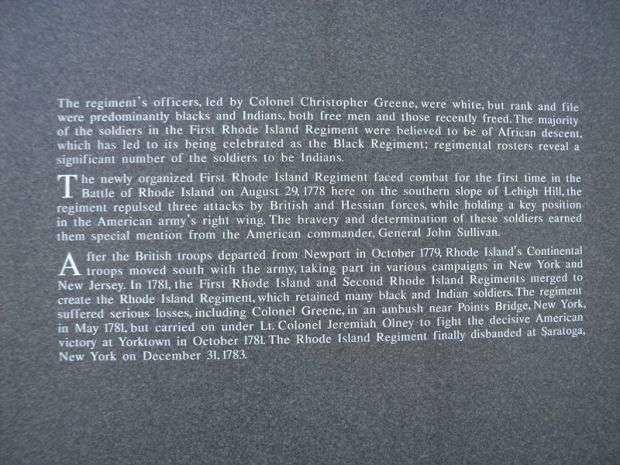 The regiment's officers, led by Colonel Christopher Greene, were white, but rank and file
were predominantly blacks and Indians, both free men and those recently freed. The majority
of the soldiers in the First Rhode Island Regiment were believed to be of African descent,
which has led to its being celebrated as the Black Regiment; regimental rosters reveal a
significant number of the soldiers to be Indians.
The newly organized First Rhode Island Regiment faced combat for the first time in the
Battle of Rhode Island on August 29, 1778 here on the southern slope of Lehigh Hill, the
regiment repulsed three attacks by British and Hessian forces, while holding a key position
in the American army's right wing. The bravery and determination of these soldiers earned
them special mention from the American commander, General John Sullivan.
After the British troops departed from Newport in October 1779, Rhode Island's Continental
troops moved south with the army, taking part in various campaigns in New York and
New Jersey. In 1781, the First Rhode Island and Second Rhode Island Regiments merged to
create the Rhode Island Regiment, which retained many black and Indian soldiers. The regiment
suffered serious losses, including Colonel Greene, in an ambush near Points Bridge, New York,
in May 1781, but carried on under Lt. Colonel Jeremiah Olney to fight the decisive American
victory at Yorktown in October 1781. The Rhode Island Regiment finally disbanded at Saratoga,
New York on December 31, 1783.